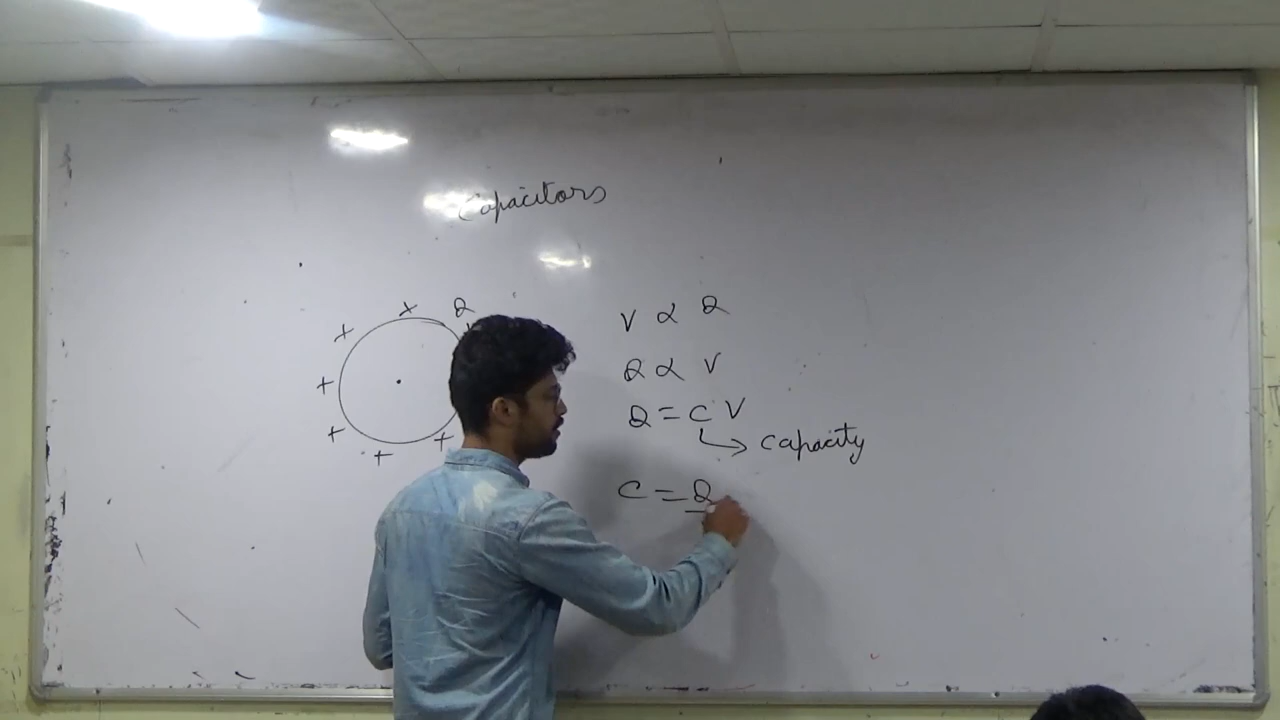 Capacitors
+ + Q
+
+
+ +
V α Q
Q α V
Q = C V
capacity
C = Q